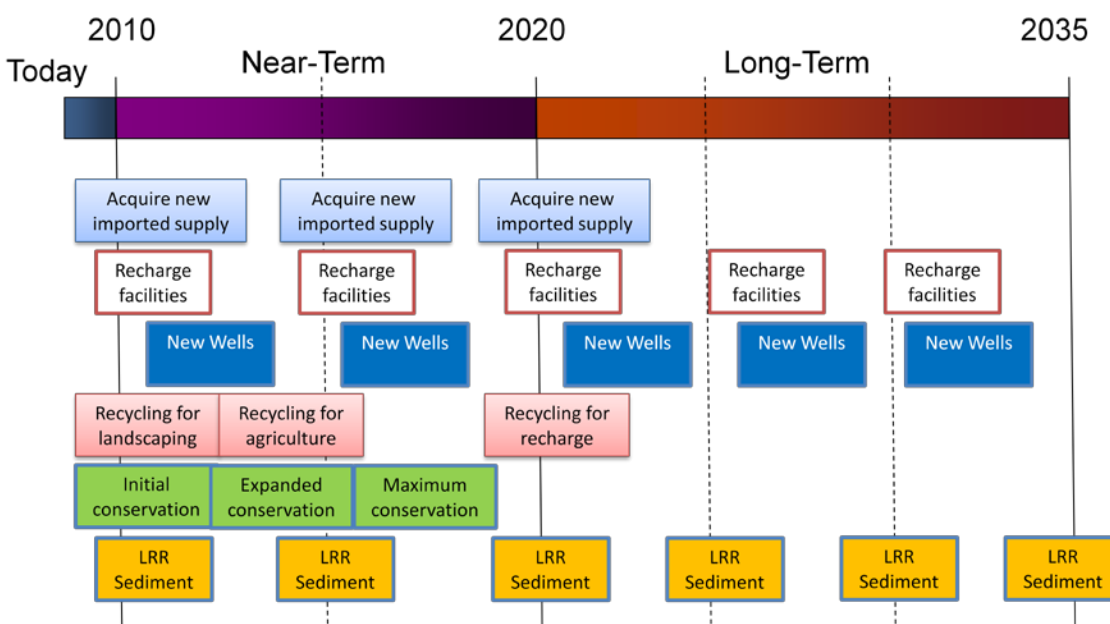 2010
2020
2035
Today
Near-Term
Long-Term
Acquire new
imported supply
Acquire new
imported supply
Acquire new
imported supply
Recharge
facilities
Recharge
facilities
Recharge
facilities
Recharge
facilities
Recharge
facilities
New Wells
New Wells
New Wells
New Wells
New Wells
Recycling for
landscaping
Recycling for
agriculture
Recycling for
recharge
Initial
conservation
Expanded
conservation
Maximum
conservation
LRR
Sediment
LRR
Sediment
LRR
Sediment
LRR
Sediment
LRR
Sediment
LRR
Sediment